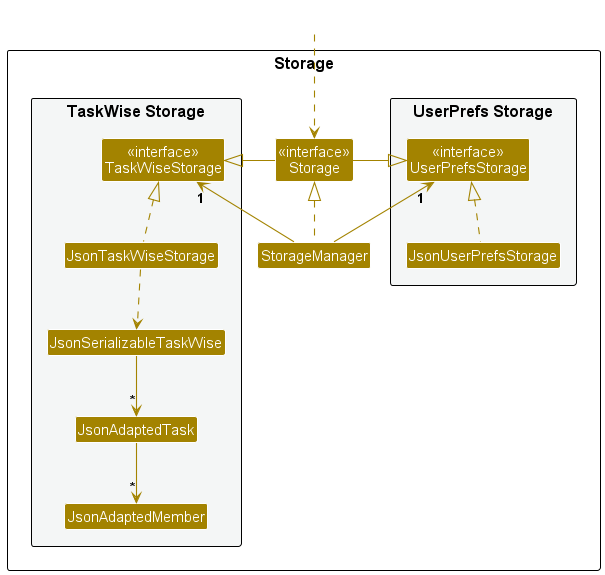 Storage
TaskWise Storage
UserPrefs Storage
«interface»
TaskWiseStorage
«interface»
Storage
«interface»
UserPrefsStorage
1
1
JsonTaskWiseStorage
StorageManager
JsonUserPrefsStorage
JsonSerializableTaskWise
*
JsonAdaptedTask
*
JsonAdaptedMember